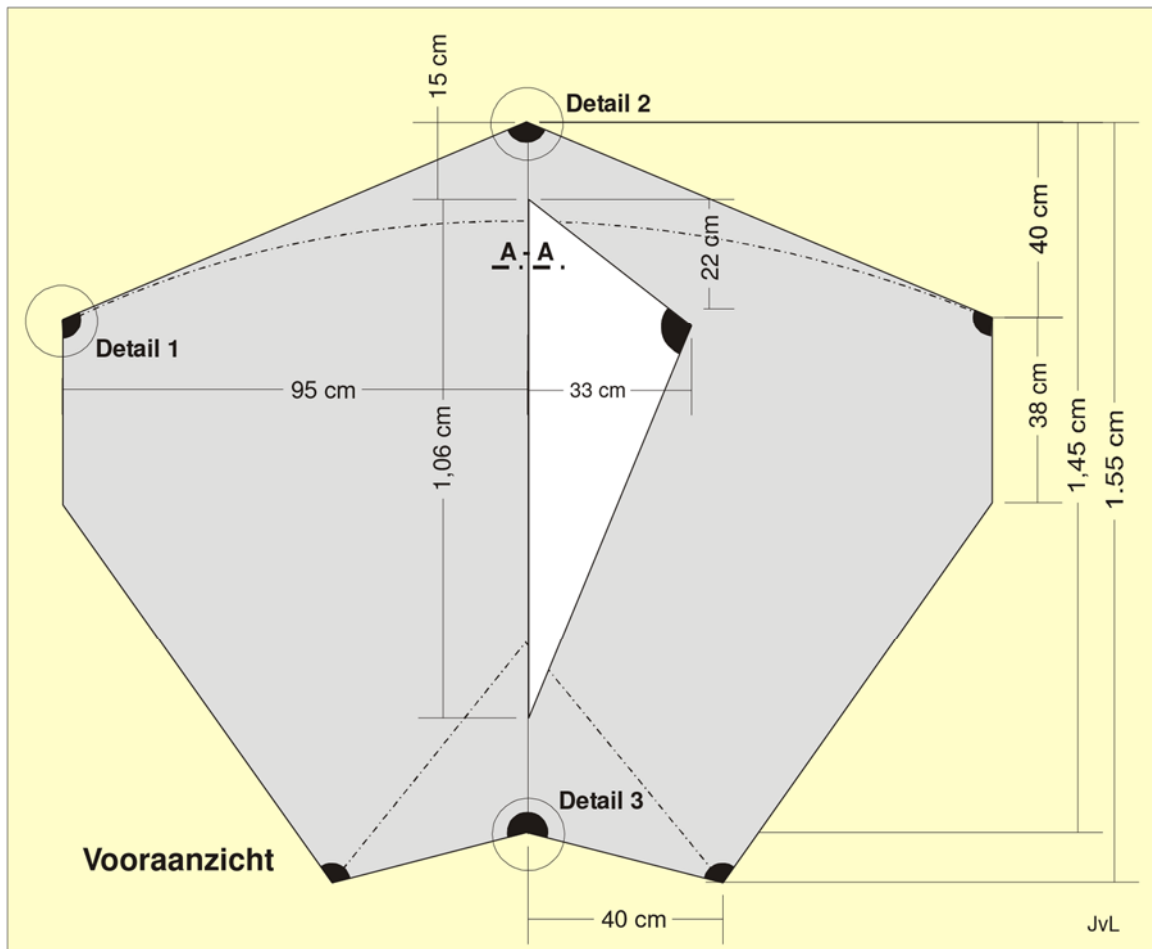 15 cm
Detail 2
22 cm
40 cm
A - A
Detail 1
95 cm
33 cm
38 cm
1,06 cm
1,45 cm
1.55 cm
Detail 3
Vooraanzicht
40 cm
JvL